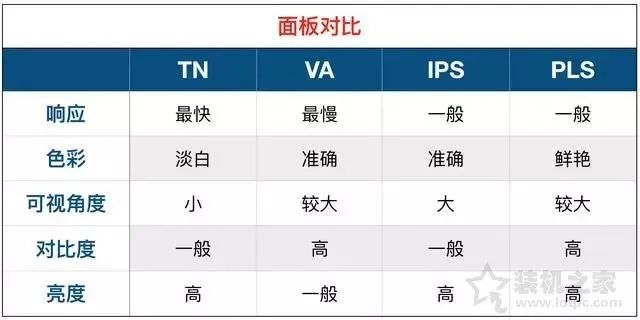 面板对比
TN VA IPS PLS
响应 最快 最慢 一般 一般
色彩 淡白 准确 准确 鲜艳
可视角度 小 较大 大 较大
对比度 一般 高 一般 高
亮度 高 一般 高 高
装机之家
www.lotpc.com